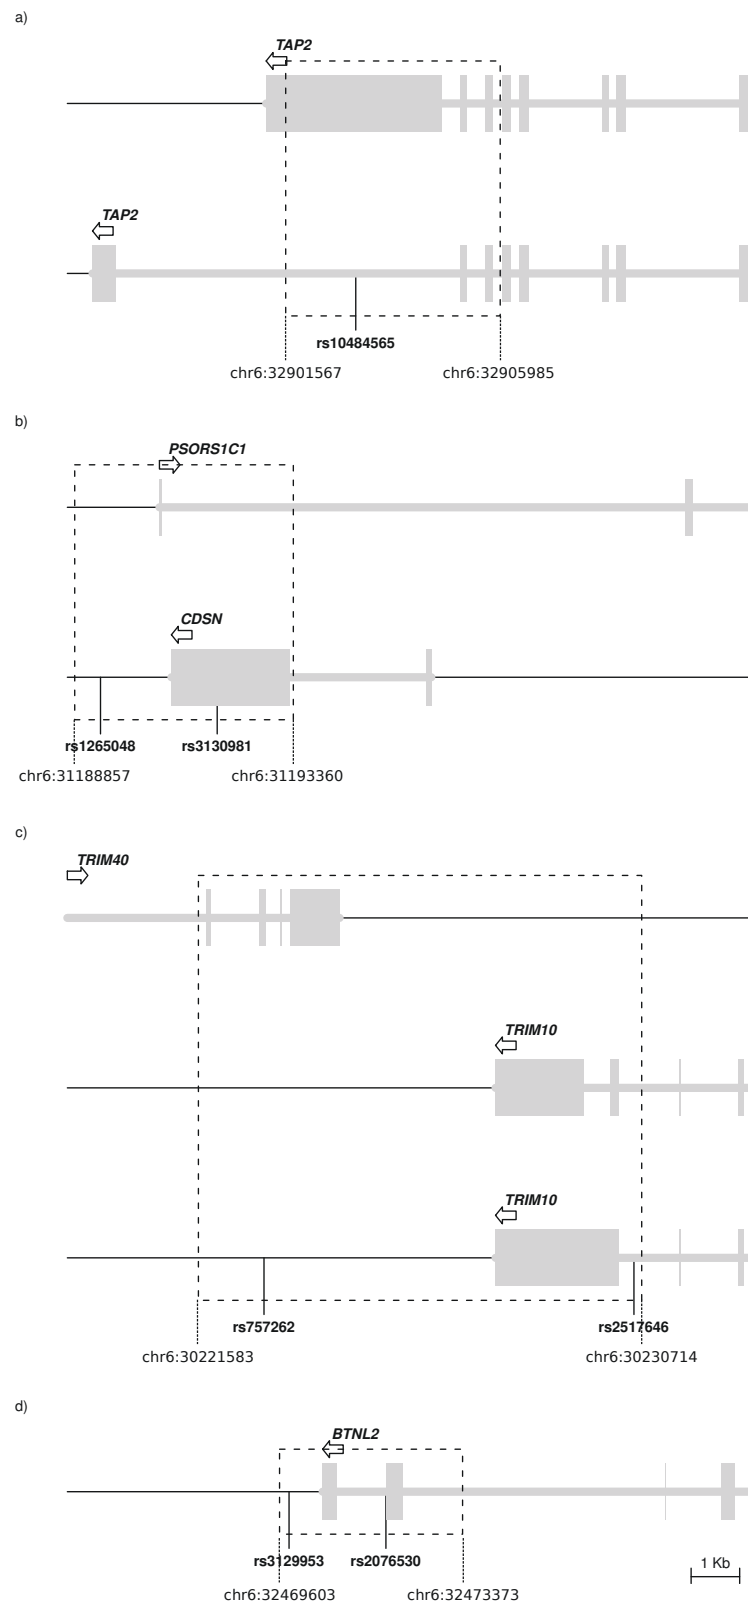 a)
TAP2
TAP2
rs10484565
chr6:32901567 chr6:32905985
b)
PSORS1C1
CDSN
rs1265048 rs3130981
chr6:31188857 chr6:31193360
c)
TRIM40
TRIM10
TRIM10
rs757262 rs2517646
chr6:30221583 chr6:30230714
d)
BTNL2
rs3129953 rs2076530
1 Kb
chr6:32469603 chr6:32473373